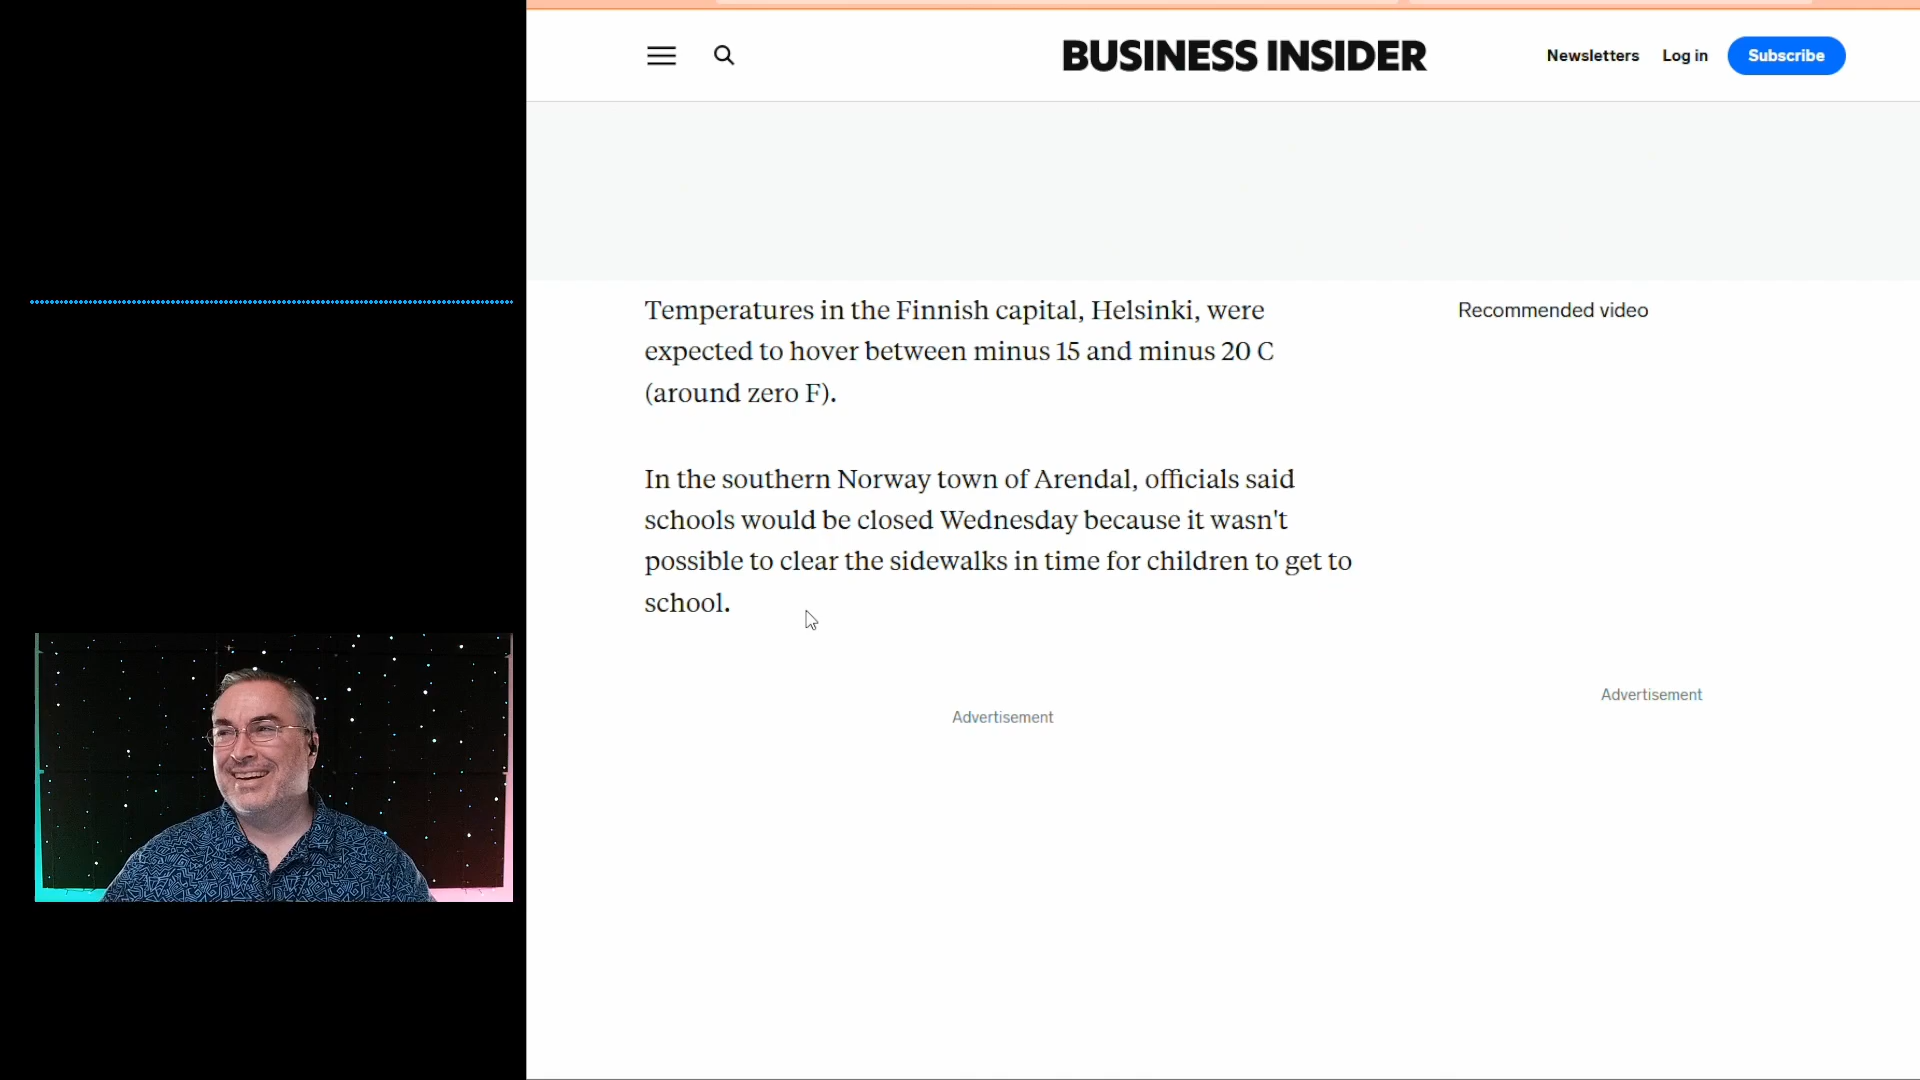 BUSINESS INSIDER
Newsletters
Log in
Subscribe
Temperatures in the Finnish capital, Helsinki, were
expected to hover between minus 15 and minus 20 C
(around zero F).
Recommended video
In the southern Norway town of Arendal, officials said
schools would be closed Wednesday because it wasn't
possible to clear the sidewalks in time for children to get to
school.
Advertisement
Advertisement